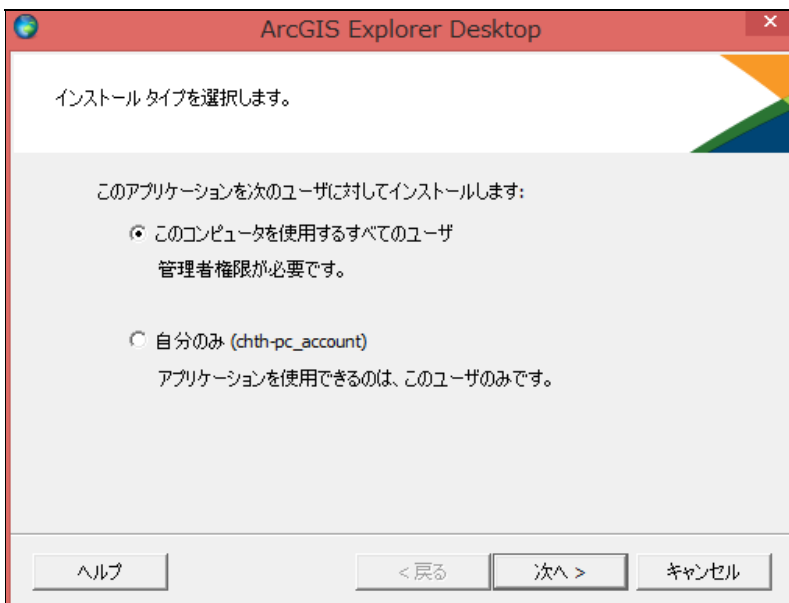 ArcGIS Explorer Desktop
インストール タイプを選択します。
このアプリケーションを次のユーザに対してインストールします:
このコンピュータを使用するすべてのユーザ
管理者権限が必要です。
自分のみ (chth-pc_account)
アプリケーションを使用できるのは、このユーザのみです。
ヘルプ
< 戻る
次へ >
キャンセル